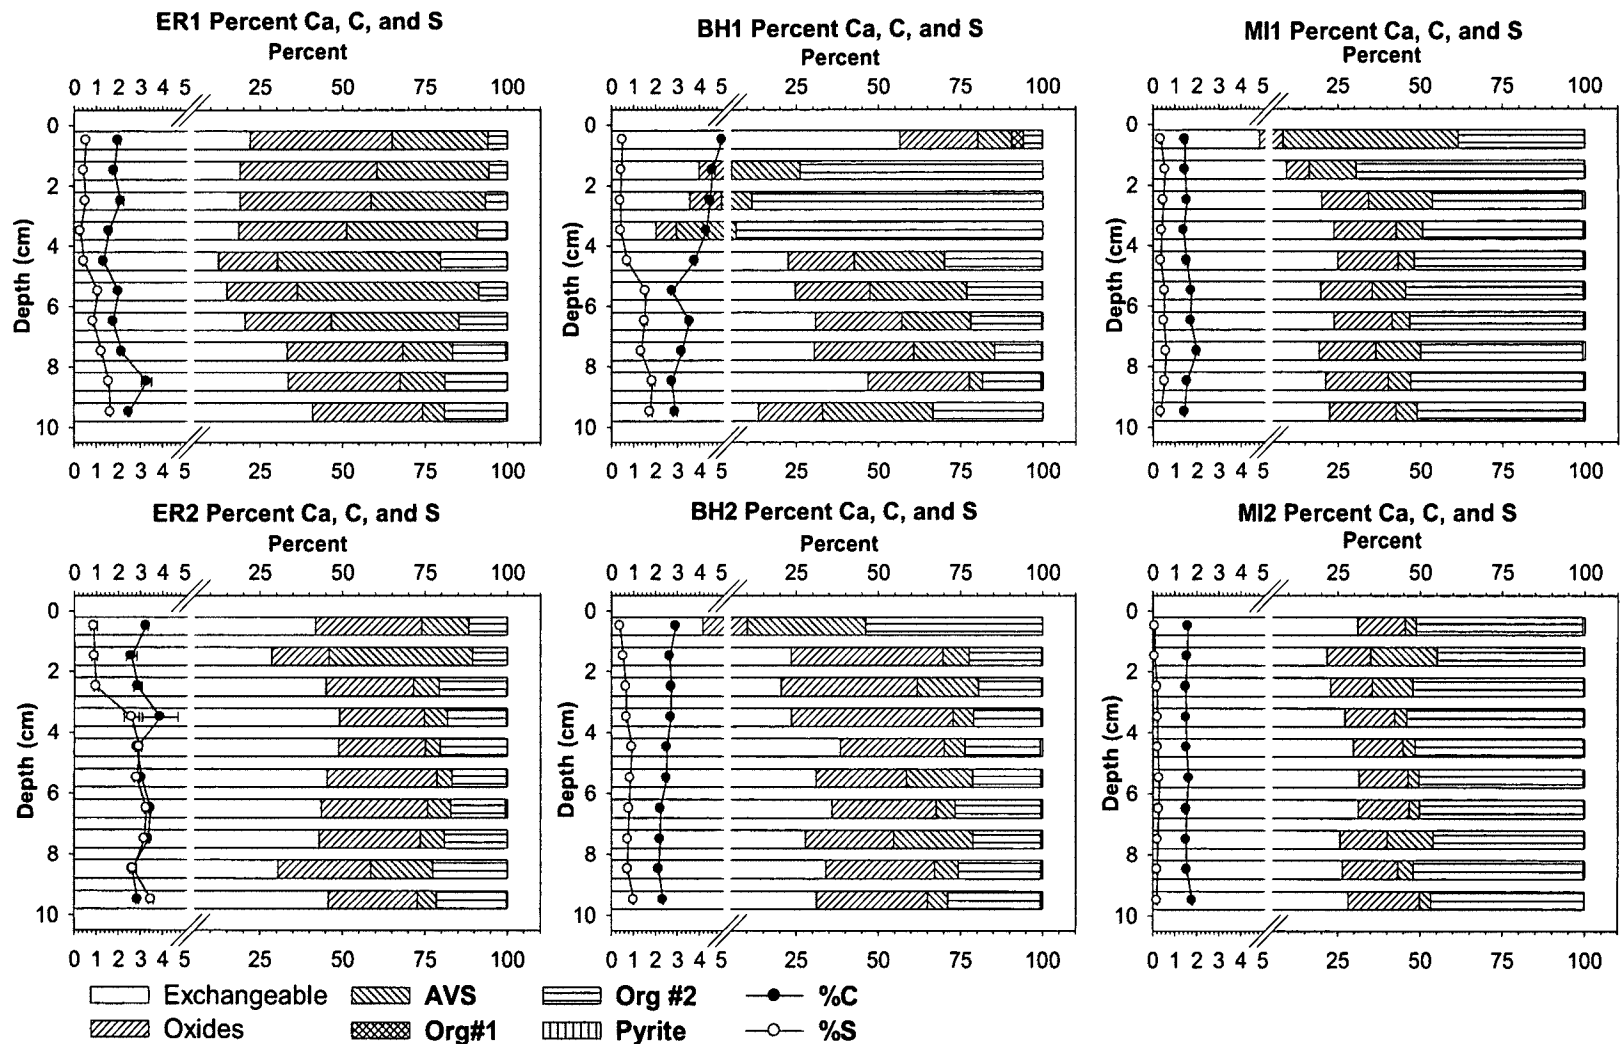 ER1 Percent Ca, C, and S
Percent
0 1 2 3 4 5 25 50 75 100
Depth (cm)
0
2
4
6
8
10
0 1 2 3 4 5 25 50 75 100
BH1 Percent Ca, C, and S
Percent
0 1 2 3 4 5 25 50 75 100
Depth (cm)
0
2
4
6
8
10
0 1 2 3 4 5 25 50 75 100
MI1 Percent Ca, C, and S
Percent
0 1 2 3 4 5 25 50 75 100
Depth (cm)
0
2
4
6
8
10
0 1 2 3 4 5 25 50 75 100
ER2 Percent Ca, C, and S
Percent
0 1 2 3 4 5 25 50 75 100
Depth (cm)
0
2
4
6
8
10
0 1 2 3 4 5 25 50 75 100
BH2 Percent Ca, C, and S
Percent
0 1 2 3 4 5 25 50 75 100
Depth (cm)
0
2
4
6
8
10
0 1 2 3 4 5 25 50 75 100
MI2 Percent Ca, C, and S
Percent
0 1 2 3 4 5 25 50 75 100
Depth (cm)
0
2
4
6
8
10
0 1 2 3 4 5 25 50 75 100
Exchangeable AVS Org #2 %C
Oxides Org#1 Pyrite %S